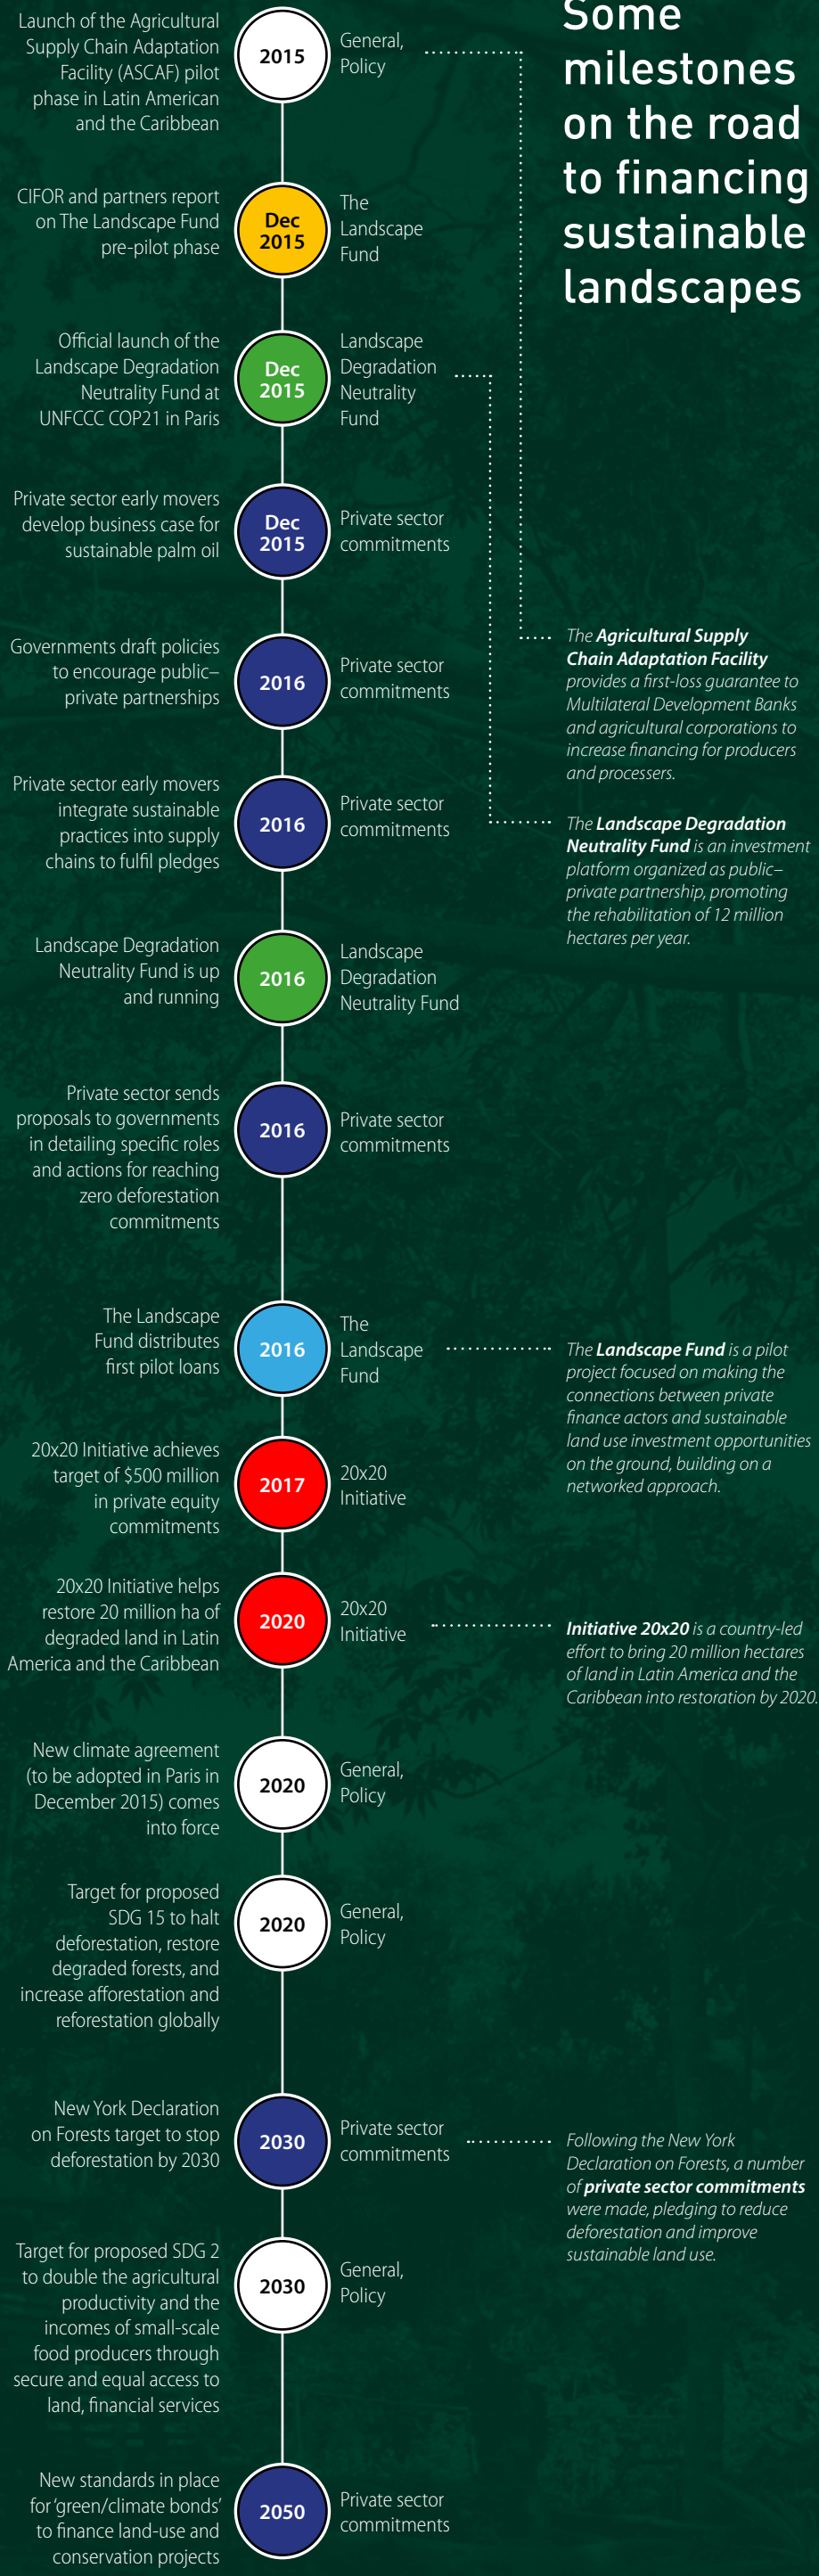 Some
milestones
on the road
to financing
sustainable
landscapes
Launch of the Agricultural
Supply Chain Adaptation
Facility (ASCAF) pilot
phase in Latin American
and the Caribbean
2015
General,
Policy
CIFOR and partners report
on The Landscape Fund
pre-pilot phase
Dec
2015
The
Landscape
Fund
Official launch of the
Landscape Degradation
Neutrality Fund at
UNFCCC COP21 in Paris
Dec
2015
Landscape
Degradation
Neutrality
Fund
Private sector early movers
develop business case for
sustainable palm oil
Dec
2015
Private sector
commitments
Governments draft policies
to encourage public–
private partnerships
2016
Private sector
commitments
The Agricultural Supply
Chain Adaptation Facility
provides a first-loss guarantee to
Multilateral Development Banks
and agricultural corporations to
increase financing for producers
and processers.
Private sector early movers
integrate sustainable
practices into supply
chains to fulfil pledges
2016
Private sector
commitments
The Landscape Degradation
Neutrality Fund is an investment
platform organized as public–
private partnership, promoting
the rehabilitation of 12 million
hectares per year.
Landscape Degradation
Neutrality Fund is up
and running
2016
Landscape
Degradation
Neutrality Fund
Private sector sends
proposals to governments
in detailing specific roles
and actions for reaching
zero deforestation
commitments
2016
Private sector
commitments
The Landscape
Fund distributes
first pilot loans
2016
The
Landscape
Fund
The Landscape Fund is a pilot
project focused on making the
connections between private
finance actors and sustainable
land use investment opportunities
on the ground, building on a
networked approach.
20x20 Initiative achieves
target of $500 million
in private equity
commitments
2017
20x20
Initiative
20x20 Initiative helps
restore 20 million ha of
degraded land in Latin
America and the Caribbean
2020
20x20
Initiative
Initiative 20x20 is a country-led
effort to bring 20 million hectares
of land in Latin America and the
Caribbean into restoration by 2020.
New climate agreement
(to be adopted in Paris in
December 2015) comes
into force
2020
General,
Policy
Target for proposed
SDG 15 to halt
deforestation, restore
degraded forests, and
increase afforestation and
reforestation globally
2020
General,
Policy
New York Declaration
on Forests target to stop
deforestation by 2030
2030
Private sector
commitments
Following the New York
Declaration on Forests, a number
of private sector commitments
were made, pledging to reduce
deforestation and improve
sustainable land use.
Target for proposed SDG 2
to double the agricultural
productivity and the
incomes of small-scale
food producers through
secure and equal access to
land, financial services
2030
General,
Policy
New standards in place
for ‘green/climate bonds’
to finance land-use and
conservation projects
2050
Private sector
commitments